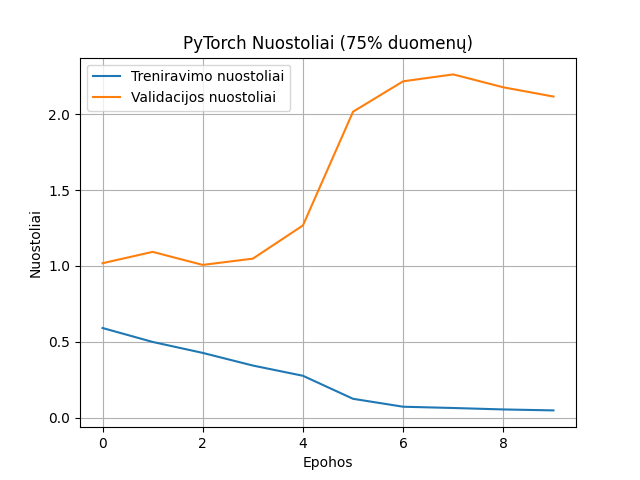 PyTorch Nuostoliai (75% duomenų)
Treniravimo nuostoliai
Validacijos nuostoliai
2.0
1.5
1.0
0.5
0.0
Nuostoliai
0 2 4 6 8
Epohos